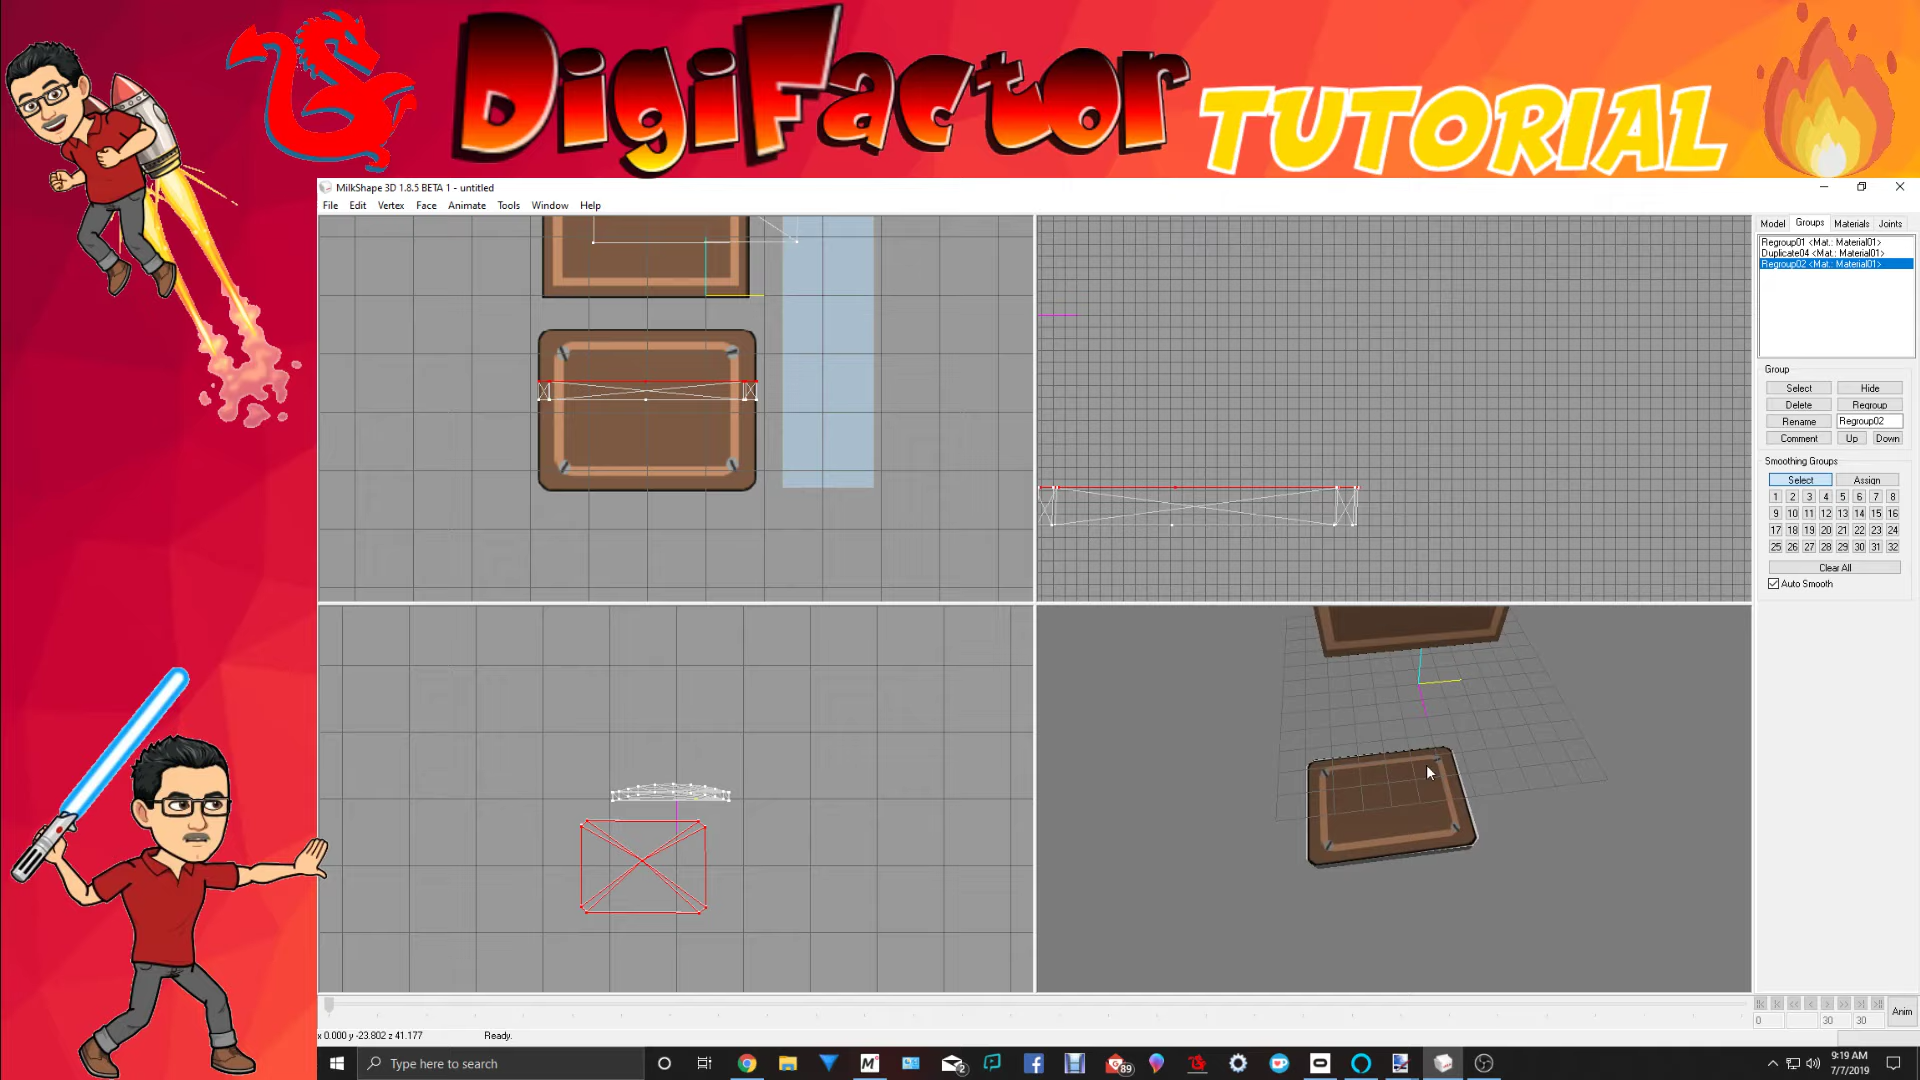 DigiFactor TUTORIAL
MilkShape 3D 1.8.5 BETA 1 - untitled
File Edit Vertex Face Animate Tools Window Help
Model Groups Materials Joints
Regroup01 <Mat.: Material01>
Duplicate04 <Mat.: Material01>
Regroup02 <Mat.: Material01>
Group
Select Hide
Delete Regroup
Rename Regroup02
Comment Up Down
Smoothing Groups
Select Assign
1 2 3 4 5 6 7 8
9 10 11 12 13 14 15 16
17 18 19 20 21 22 23 24
25 26 27 28 29 30 31 32
Clear All
Auto Smooth
Anim
0 30 30
x 0.000 y -23.802 z 41.177 Ready.
Type here to search
2
89
9:19 AM
7/7/2019